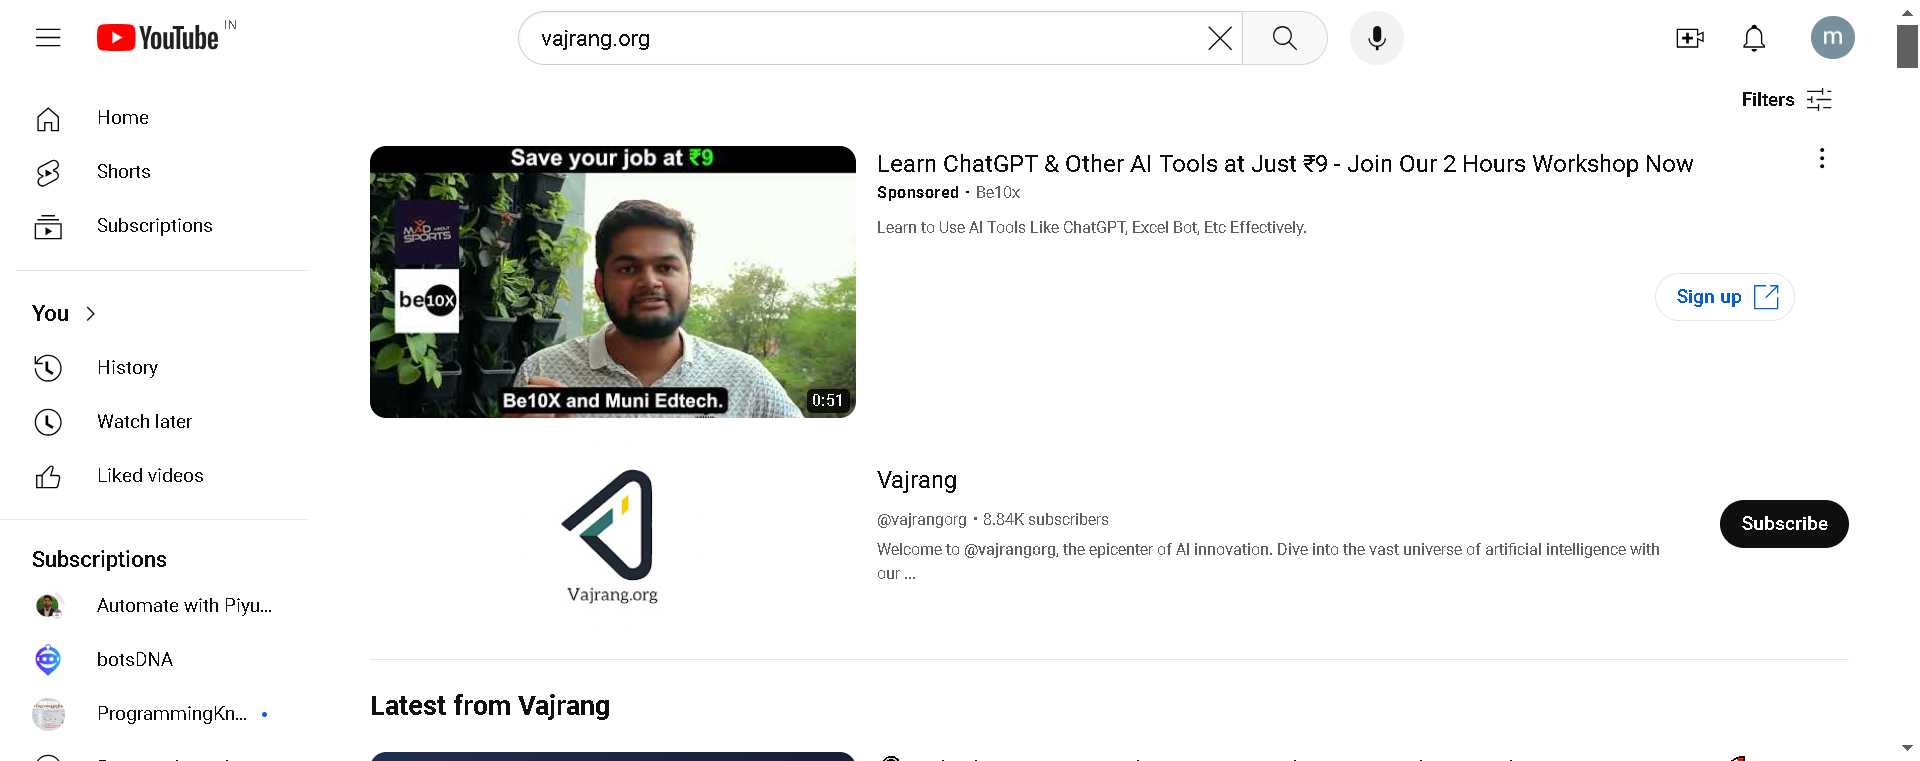 YouTube IN
vajrang.org
m
Home
Shorts
Subscriptions
You
History
Watch later
Liked videos
Subscriptions
Automate with Piyu...
botsDNA
ProgrammingKn...
Filters
Save your job at ₹9
MAD ABOUT
SPORTS
be10X
Be10X and Muni Edtech.
0:51
Learn ChatGPT & Other AI Tools at Just ₹9 - Join Our 2 Hours Workshop Now
Sponsored · Be10x
Learn to Use AI Tools Like ChatGPT, Excel Bot, Etc Effectively.
Sign up
Vajrang.org
Vajrang
@vajrangorg · 8.84K subscribers
Welcome to @vajrangorg, the epicenter of AI innovation. Dive into the vast universe of artificial intelligence with
our ...
Subscribe
Latest from Vajrang